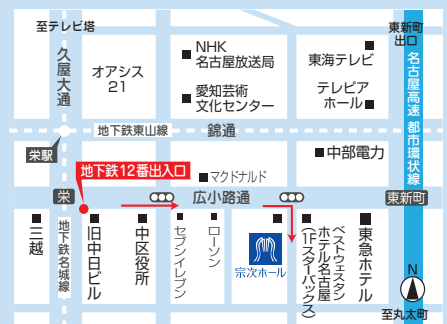 至テレビ塔
久屋大通
オアシス
21
NHK
名古屋放送局
愛知芸術
文化センター
東海テレビ
テレピア
ホール
東新町
出口
名古屋高速 都市環状線
地下鉄東山線
錦通
栄駅
地下鉄12番出入口
マクドナルド
中部電力
栄
広小路通
東新町
三越
地下鉄名城線
旧中日ビル
中区役所
セブンイレブン
ローソン
宗次ホール
ベストウェスタン
ホテル名古屋
(1Fスターバックス)
東急ホテル
N
至丸太町